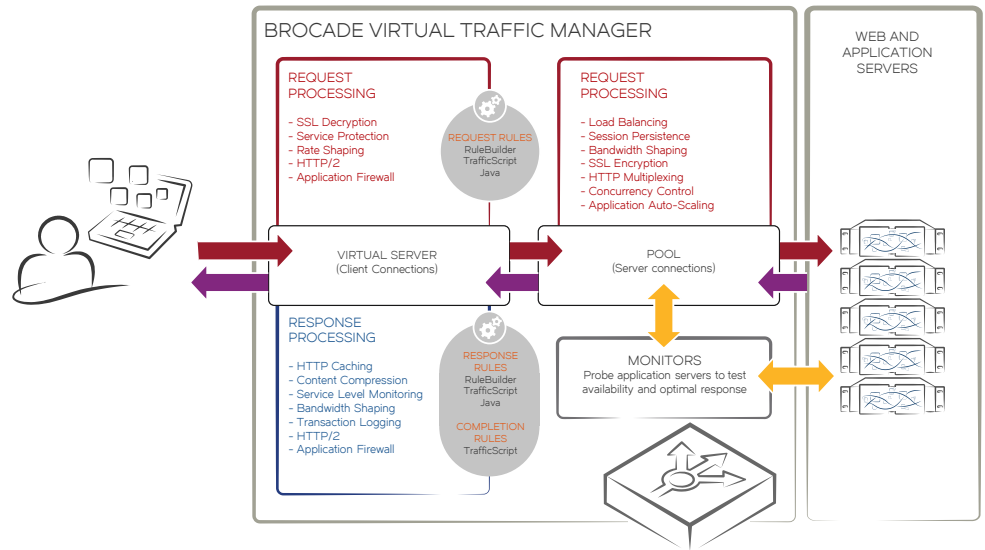 BROCADE VIRTUAL TRAFFIC MANAGER
REQUEST
PROCESSING
- SSL Decryption
- Service Protection
- Rate Shaping
- HTTP/2
- Application Firewall
REQUEST RULES
RuleBuilder
TrafficScript
Java
REQUEST
PROCESSING
- Load Balancing
- Session Persistence
- Bandwidth Shaping
- SSL Encryption
- HTTP Multiplexing
- Concurrency Control
- Application Auto-Scaling
WEB AND
APPLICATION
SERVERS
VIRTUAL SERVER
(Client Connections)
POOL
(Server connections)
RESPONSE
PROCESSING
- HTTP Caching
- Content Compression
- Service Level Monitoring
- Bandwidth Shaping
- Transaction Logging
- HTTP/2
- Application Firewall
RESPONSE
RULES
RuleBuilder
TrafficScript
Java
COMPLETION
RULES
TrafficScript
MONITORS
Probe application servers to test
availability and optimal response